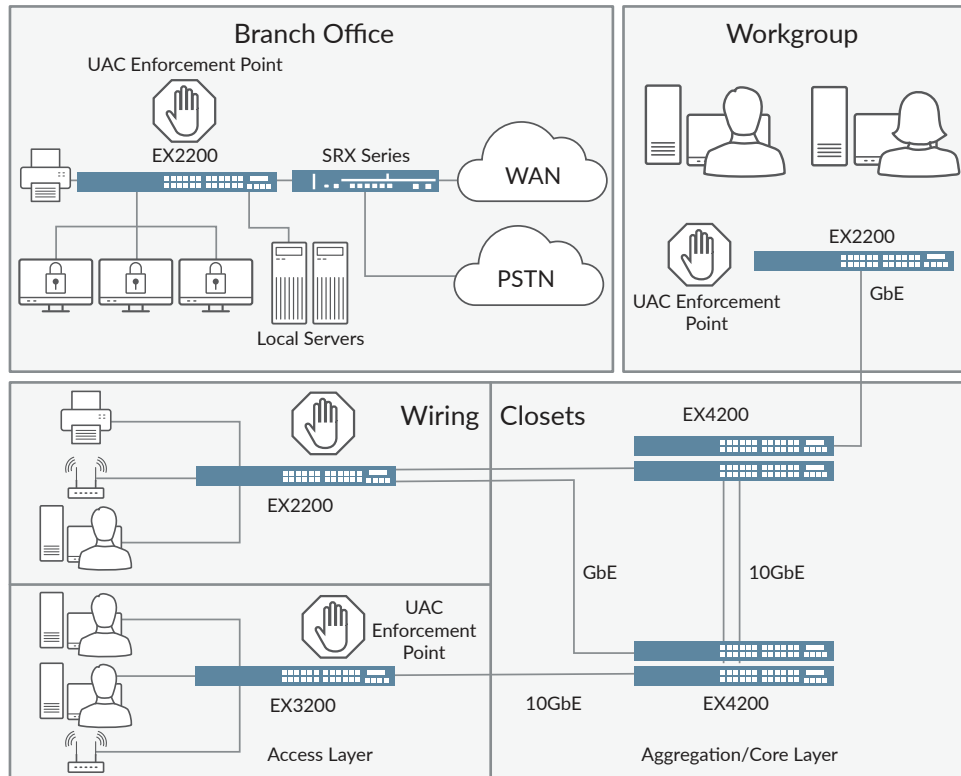 Branch Office
UAC Enforcement Point
EX2200
SRX Series
WAN
PSTN
Local Servers
Workgroup
EX2200
UAC Enforcement
Point
GbE
Wiring
Closets
EX2200
EX4200
GbE
10GbE
UAC
Enforcement
Point
EX3200
10GbE
EX4200
Access Layer
Aggregation/Core Layer